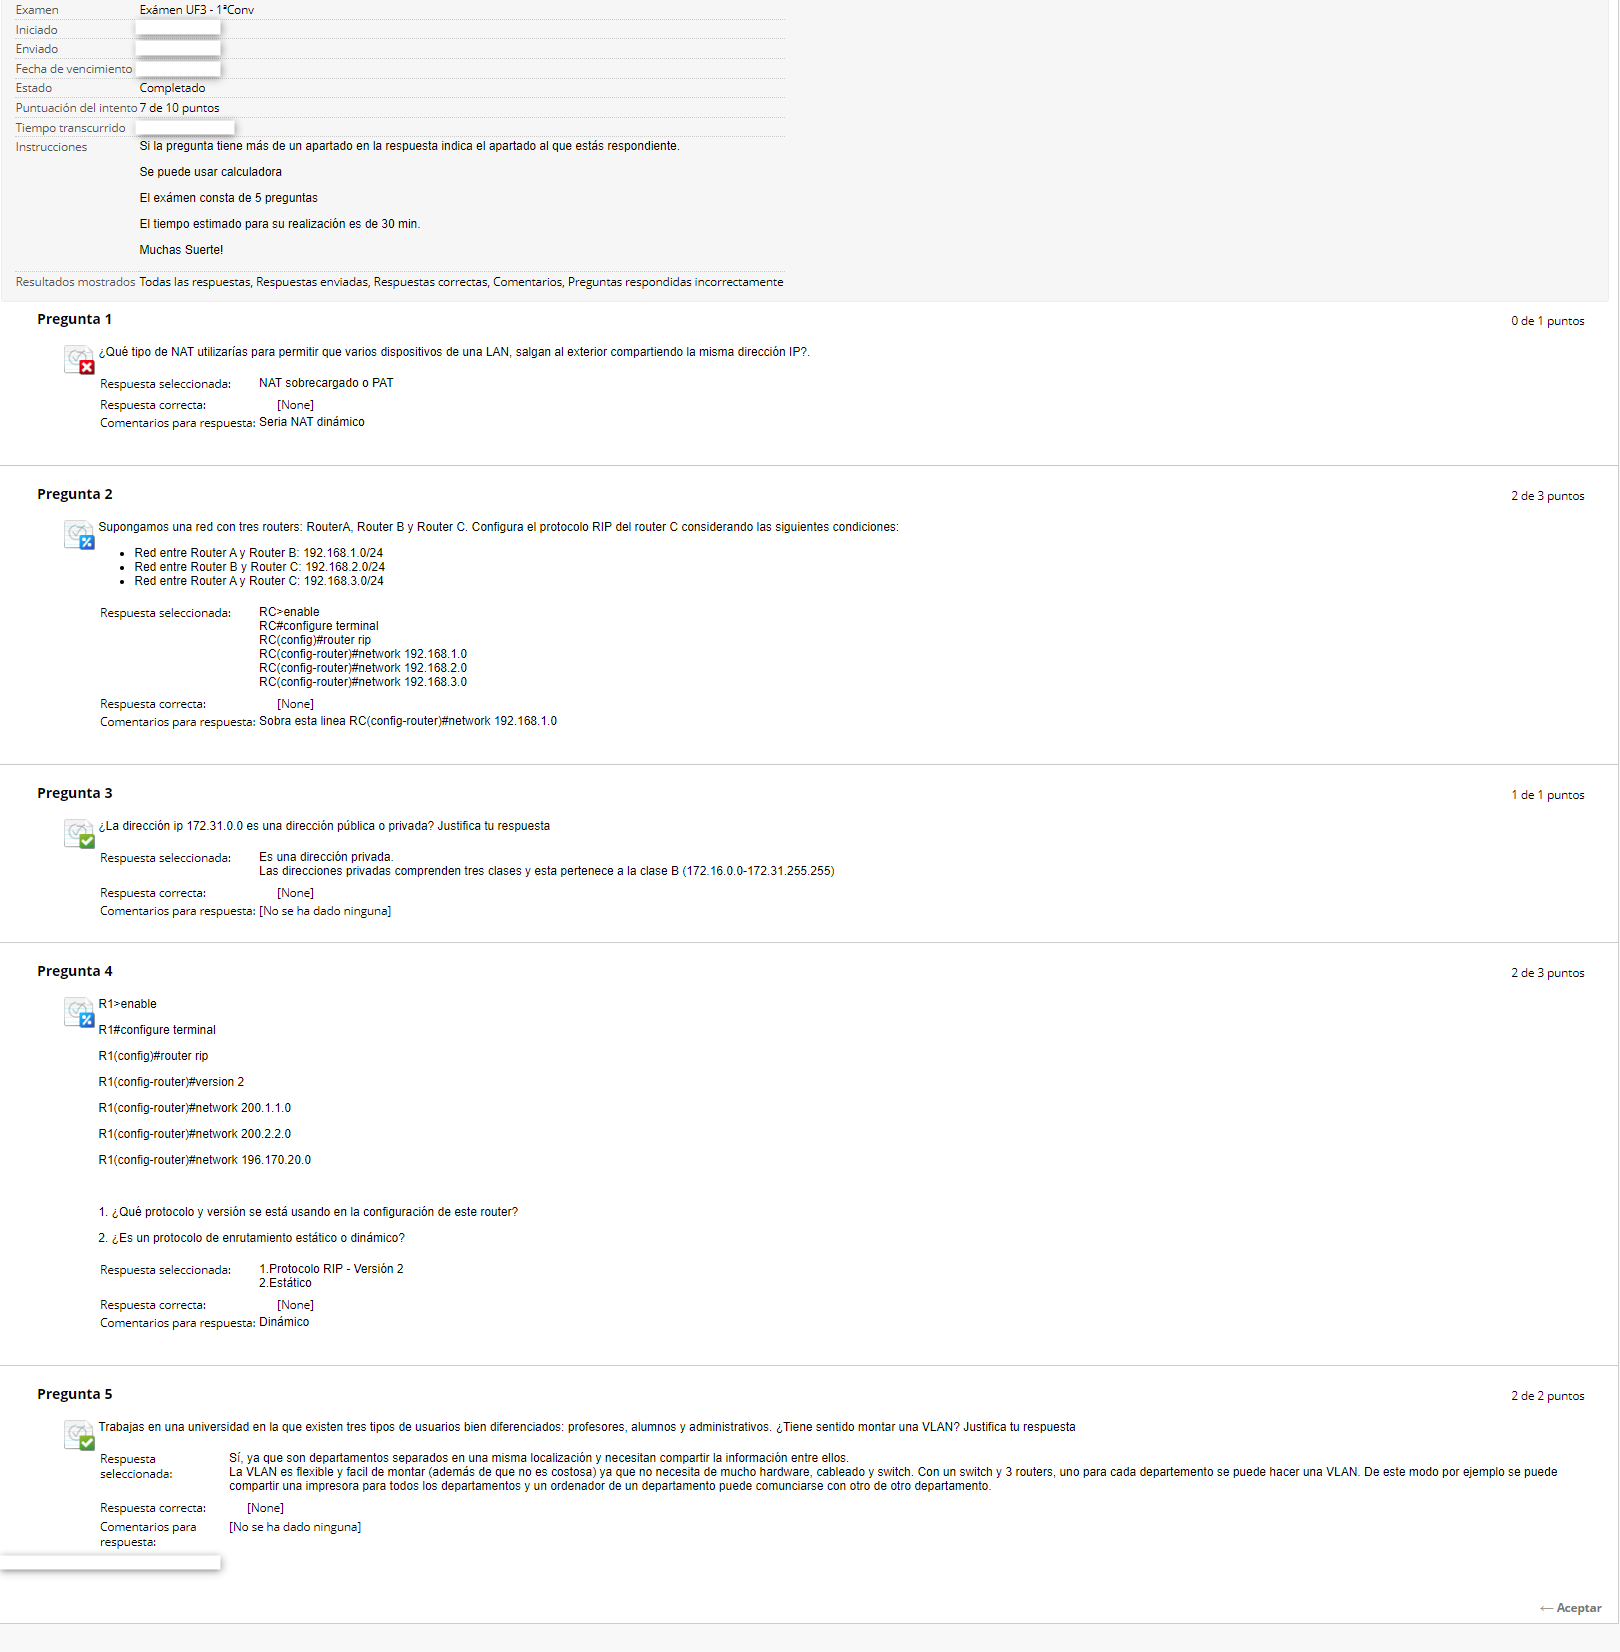 Examen Exámen UF3 - 1ªConv
Iniciado
Enviado
Fecha de vencimiento
Estado Completado
Puntuación del intento 7 de 10 puntos
Tiempo transcurrido
Instrucciones Si la pregunta tiene más de un apartado en la respuesta indica el apartado al que estás respondiente.
Se puede usar calculadora
El exámen consta de 5 preguntas
El tiempo estimado para su realización es de 30 min.
Muchas Suerte!
Resultados mostrados Todas las respuestas, Respuestas enviadas, Respuestas correctas, Comentarios, Preguntas respondidas incorrectamente
Pregunta 1 0 de 1 puntos
¿Qué tipo de NAT utilizarías para permitir que varios dispositivos de una LAN, salgan al exterior compartiendo la misma dirección IP?.
Respuesta seleccionada: NAT sobrecargado o PAT
Respuesta correcta: [None]
Comentarios para respuesta: Seria NAT dinámico
Pregunta 2 2 de 3 puntos
Supongamos una red con tres routers: RouterA, Router B y Router C. Configura el protocolo RIP del router C considerando las siguientes condiciones:
• Red entre Router A y Router B: 192.168.1.0/24
• Red entre Router B y Router C: 192.168.2.0/24
• Red entre Router A y Router C: 192.168.3.0/24
Respuesta seleccionada: RC>enable
RC#configure terminal
RC(config)#router rip
RC(config-router)#network 192.168.1.0
RC(config-router)#network 192.168.2.0
RC(config-router)#network 192.168.3.0
Respuesta correcta: [None]
Comentarios para respuesta: Sobra esta linea RC(config-router)#network 192.168.1.0
Pregunta 3 1 de 1 puntos
¿La dirección ip 172.31.0.0 es una dirección pública o privada? Justifica tu respuesta
Respuesta seleccionada: Es una dirección privada.
Las direcciones privadas comprenden tres clases y esta pertenece a la clase B (172.16.0.0-172.31.255.255)
Respuesta correcta: [None]
Comentarios para respuesta: [No se ha dado ninguna]
Pregunta 4 2 de 3 puntos
R1>enable
R1#configure terminal
R1(config)#router rip
R1(config-router)#version 2
R1(config-router)#network 200.1.1.0
R1(config-router)#network 200.2.2.0
R1(config-router)#network 196.170.20.0
1. ¿Qué protocolo y versión se está usando en la configuración de este router?
2. ¿Es un protocolo de enrutamiento estático o dinámico?
Respuesta seleccionada: 1.Protocolo RIP - Versión 2
2.Estático
Respuesta correcta: [None]
Comentarios para respuesta: Dinámico
Pregunta 5 2 de 2 puntos
Trabajas en una universidad en la que existen tres tipos de usuarios bien diferenciados: profesores, alumnos y administrativos. ¿Tiene sentido montar una VLAN? Justifica tu respuesta
Respuesta seleccionada: Sí, ya que son departamentos separados en una misma localización y necesitan compartir la información entre ellos.
La VLAN es flexible y facil de montar (además de que no es costosa) ya que no necesita de mucho hardware, cableado y switch. Con un switch y 3 routers, uno para cada departemento se puede hacer una VLAN. De este modo por ejemplo se puede
compartir una impresora para todos los departamentos y un ordenador de un departamento puede comunciarse con otro de otro departamento.
Respuesta correcta: [None]
Comentarios para respuesta: [No se ha dado ninguna]
← Aceptar